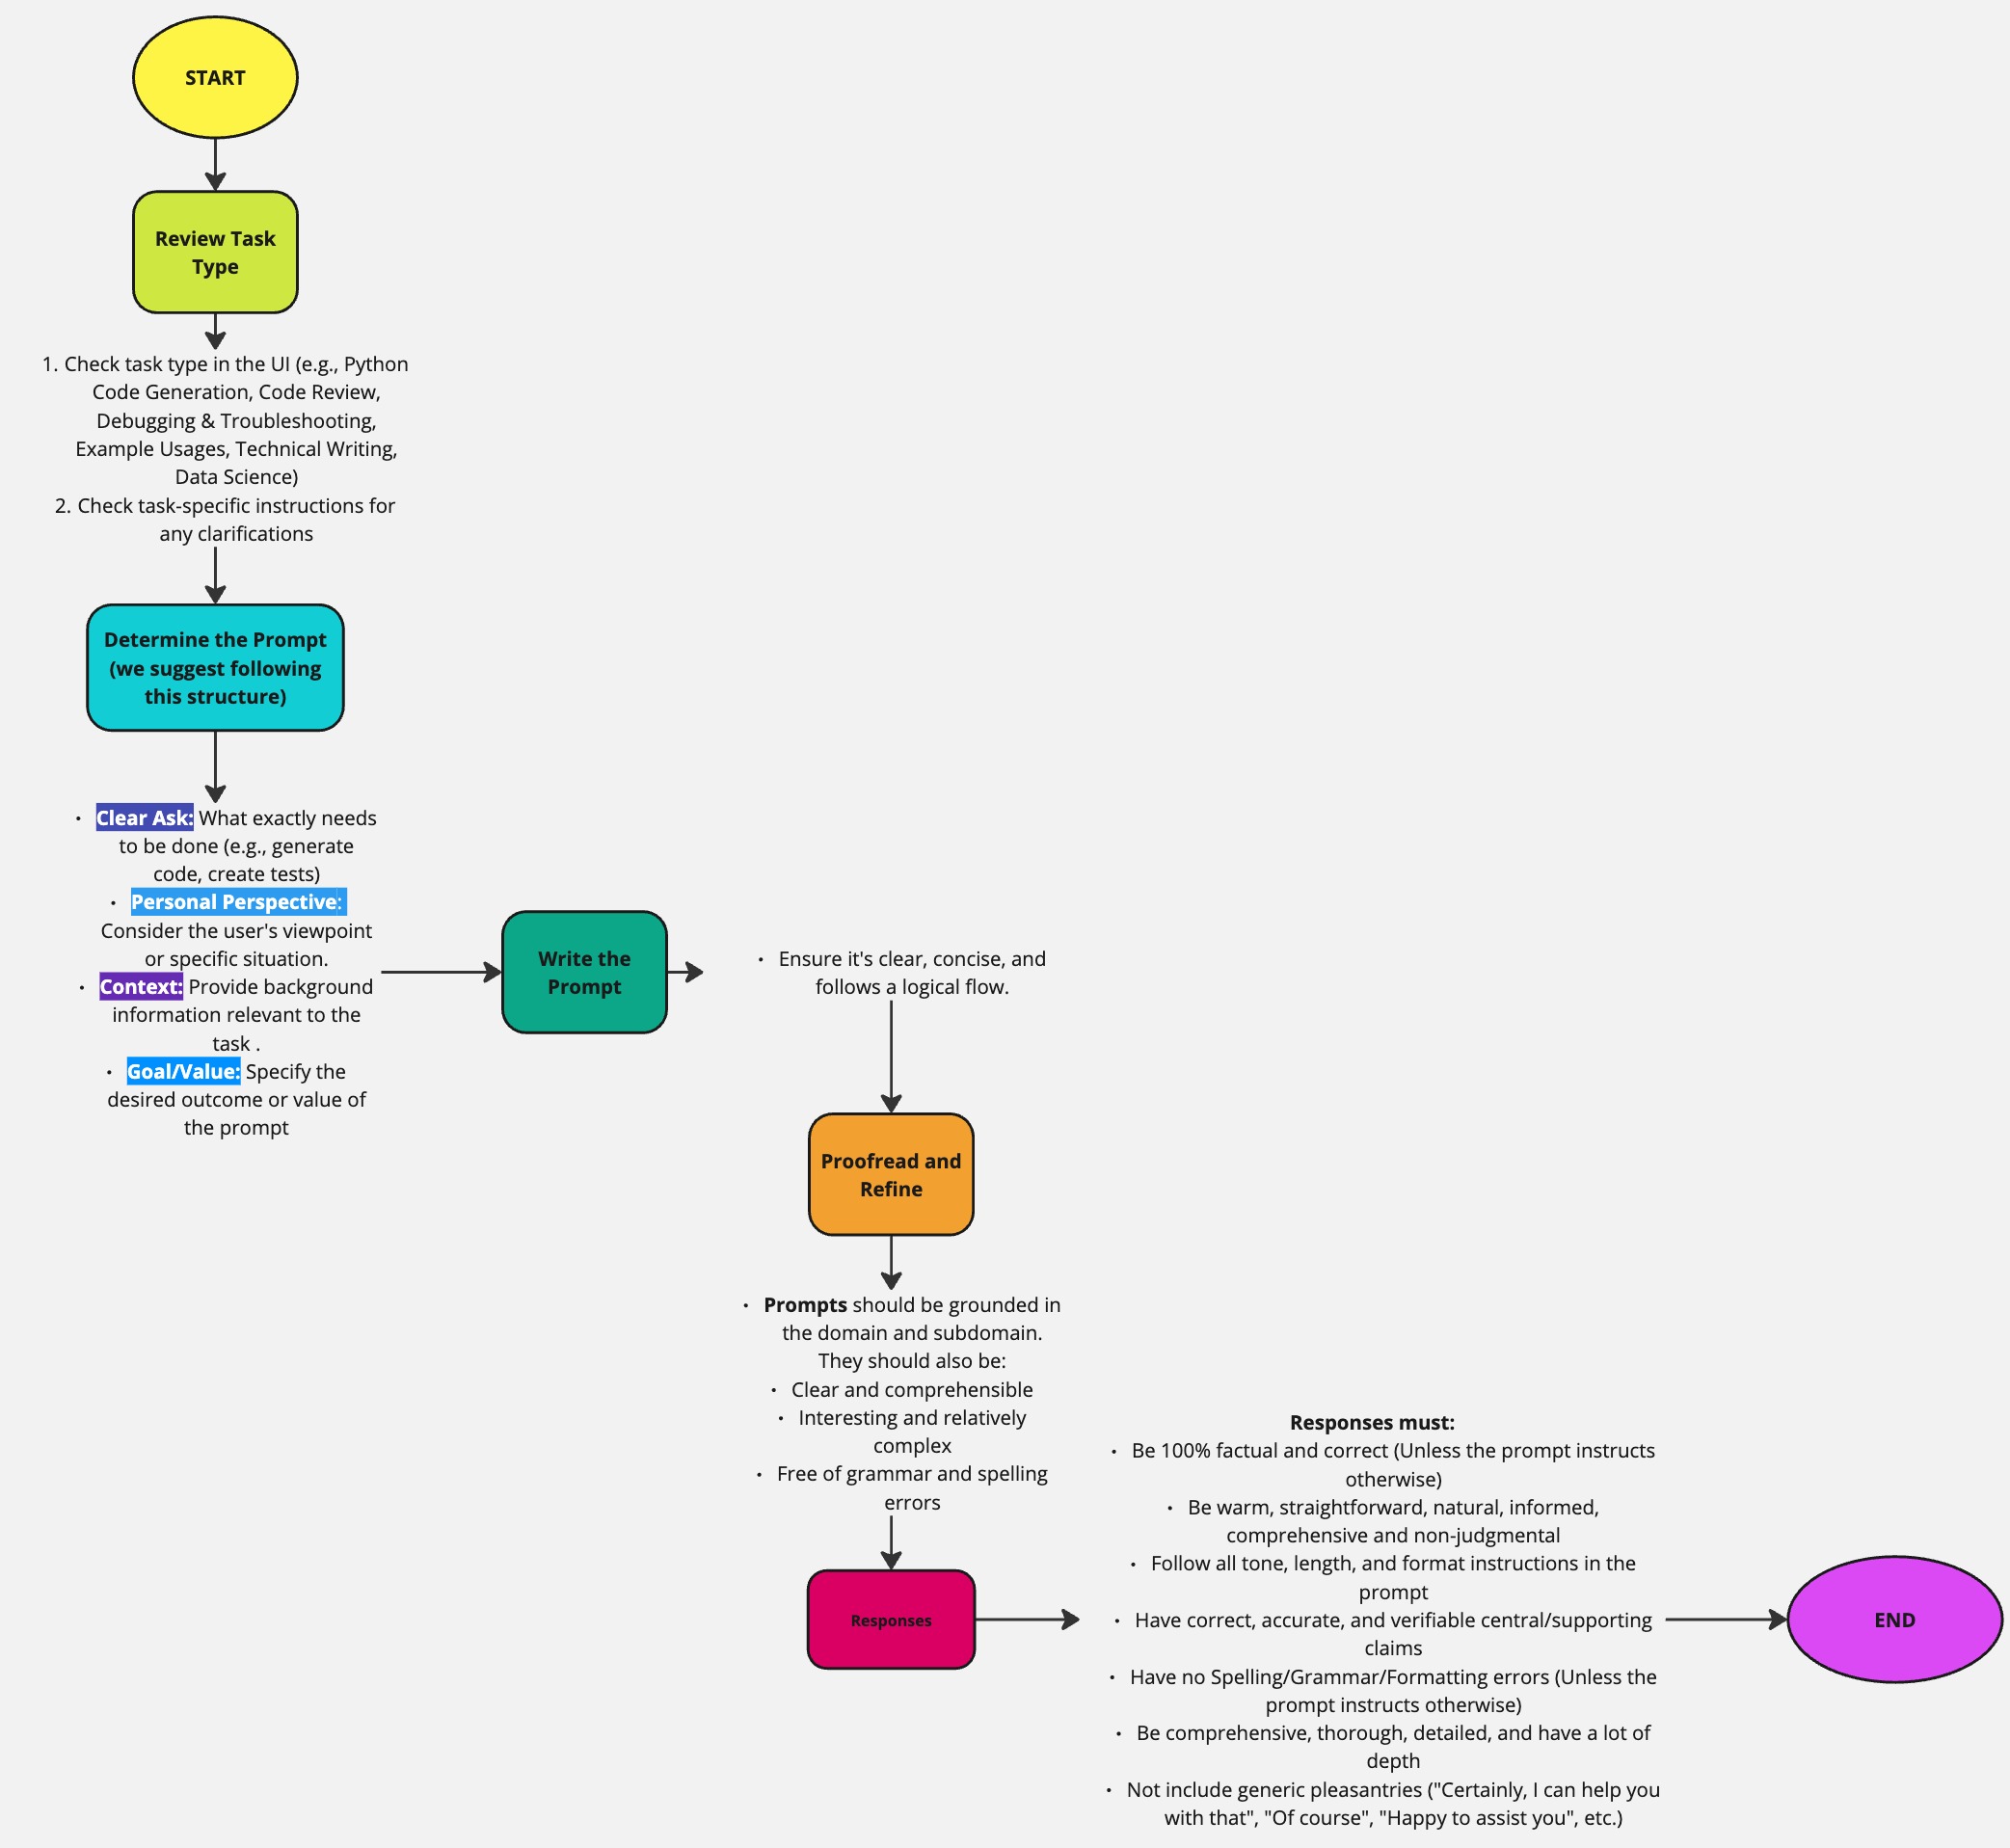 START
Review Task
Type
1. Check task type in the UI (e.g., Python
Code Generation, Code Review,
Debugging & Troubleshooting,
Example Usages, Technical Writing,
Data Science)
2. Check task-specific instructions for
any clarifications
Determine the Prompt
(we suggest following
this structure)
• Clear Ask: What exactly needs
to be done (e.g., generate
code, create tests)
• Personal Perspective:
Consider the user's viewpoint
or specific situation.
• Context: Provide background
information relevant to the
task .
• Goal/Value: Specify the
desired outcome or value of
the prompt
Write the
Prompt
• Ensure it's clear, concise, and
follows a logical flow.
Proofread and
Refine
• Prompts should be grounded in
the domain and subdomain.
They should also be:
• Clear and comprehensible
• Interesting and relatively
complex
• Free of grammar and spelling
errors
Responses
Responses must:
• Be 100% factual and correct (Unless the prompt instructs
otherwise)
• Be warm, straightforward, natural, informed,
comprehensive and non-judgmental
• Follow all tone, length, and format instructions in the
prompt
• Have correct, accurate, and verifiable central/supporting
claims
• Have no Spelling/Grammar/Formatting errors (Unless the
prompt instructs otherwise)
• Be comprehensive, thorough, detailed, and have a lot of
depth
• Not include generic pleasantries ("Certainly, I can help you
with that", "Of course", "Happy to assist you", etc.)
END